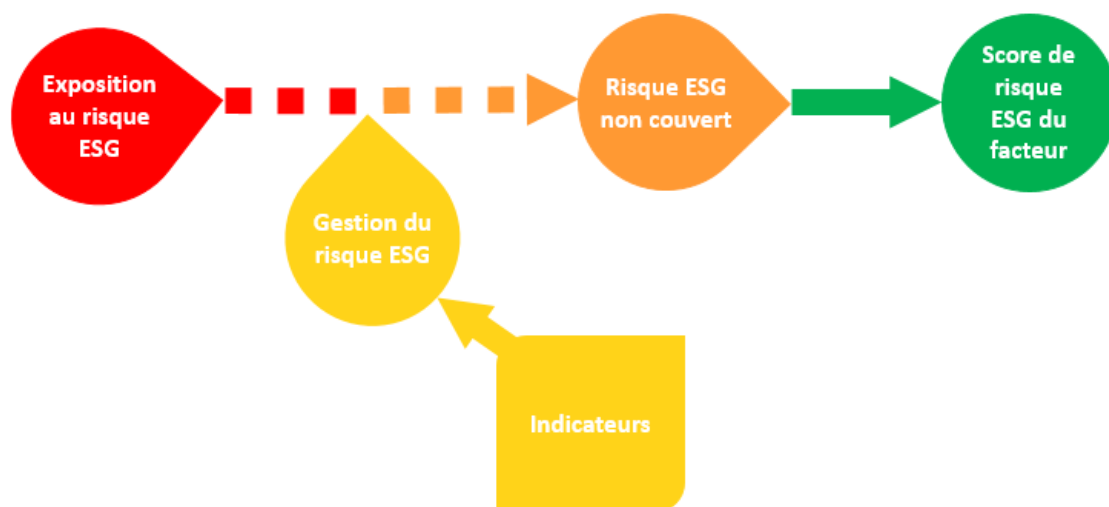 Exposition
au risque
ESG
Risque ESG
non couvert
Score de
risque
ESG du
facteur
Gestion du
risque ESG
Indicateurs